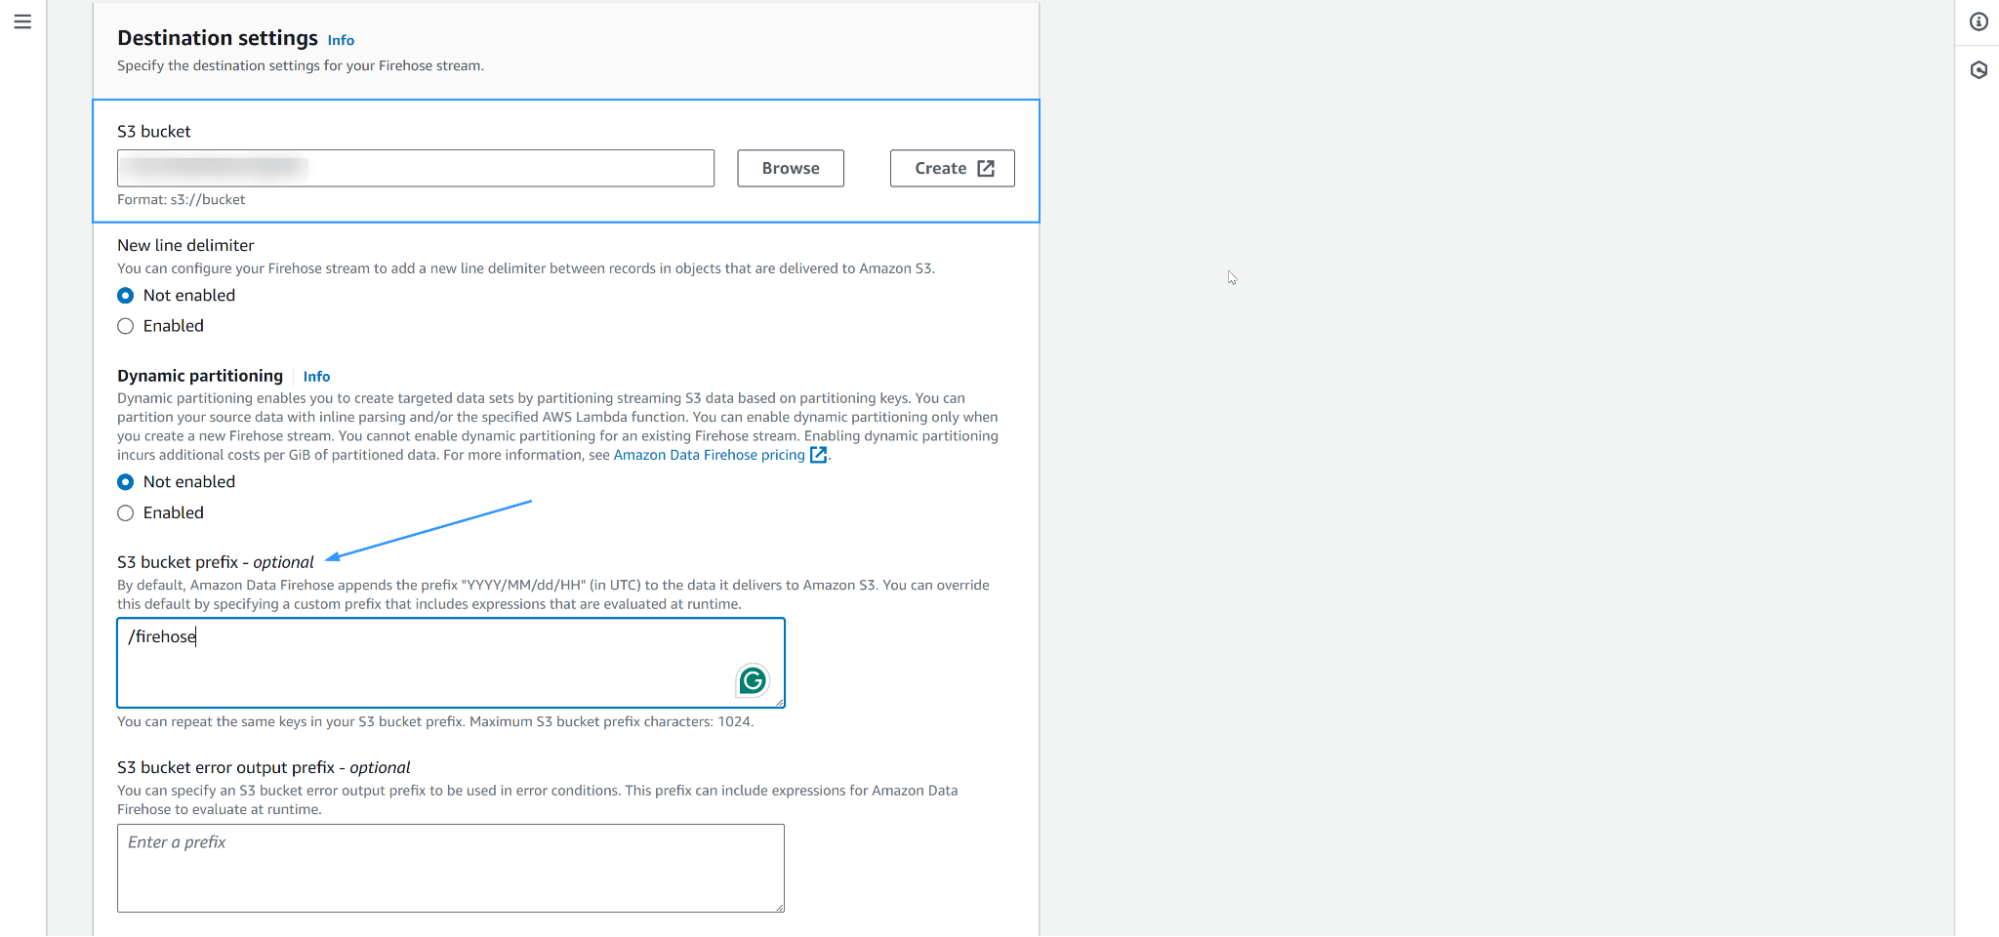 Destination settings Info
Specify the destination settings for your Firehose stream.
S3 bucket
Browse
Create
Format: s3://bucket
New line delimiter
You can configure your Firehose stream to add a new line delimiter between records in objects that are delivered to Amazon S3.
Not enabled
Enabled
Dynamic partitioning Info
Dynamic partitioning enables you to create targeted data sets by partitioning streaming S3 data based on partitioning keys. You can
partition your source data with inline parsing and/or the specified AWS Lambda function. You can enable dynamic partitioning only when
you create a new Firehose stream. You cannot enable dynamic partitioning for an existing Firehose stream. Enabling dynamic partitioning
incurs additional costs per GiB of partitioned data. For more information, see Amazon Data Firehose pricing.
Not enabled
Enabled
S3 bucket prefix - optional
By default, Amazon Data Firehose appends the prefix "YYYY/MM/dd/HH" (in UTC) to the data it delivers to Amazon S3. You can override
this default by specifying a custom prefix that includes expressions that are evaluated at runtime.
/firehose
You can repeat the same keys in your S3 bucket prefix. Maximum S3 bucket prefix characters: 1024.
S3 bucket error output prefix - optional
You can specify an S3 bucket error output prefix to be used in error conditions. This prefix can include expressions for Amazon Data
Firehose to evaluate at runtime.
Enter a prefix